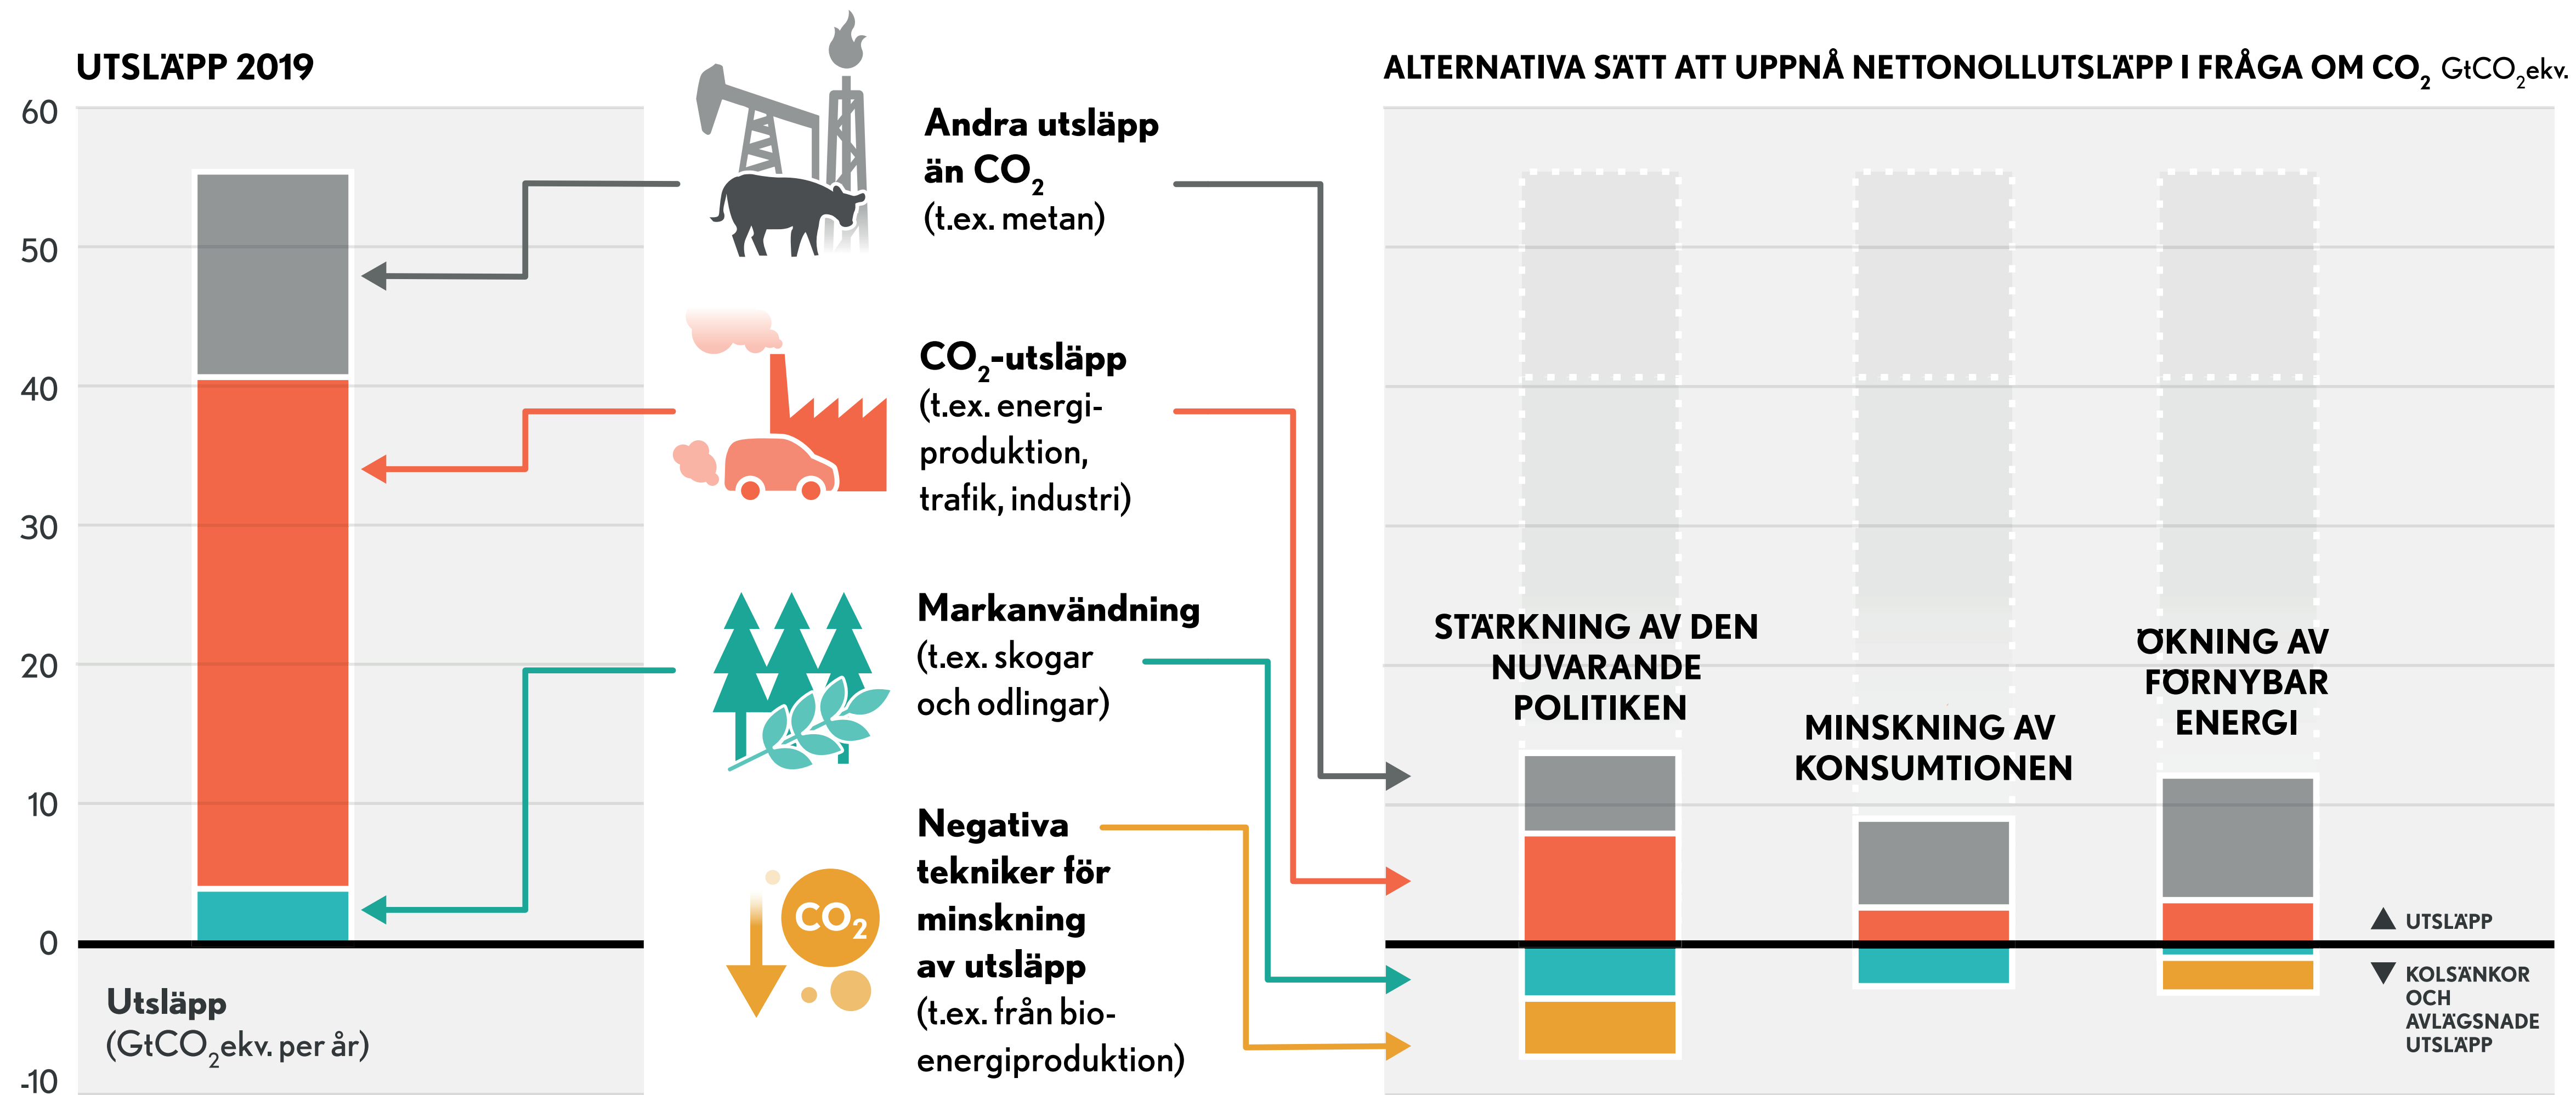 UTSLÄPP 2019
60
50
40
30
20
10
0
-10
Utsläpp
(GtCO₂ekv. per år)
Andra utsläpp
än CO₂
(t.ex. metan)
CO₂-utsläpp
(t.ex. energi-
produktion,
trafik, industri)
Markanvändning
(t.ex. skogar
och odlingar)
CO₂
Negativa
tekniker för
minskning
av utsläpp
(t.ex. från bio-
energiproduktion)
ALTERNATIVA SÄTT ATT UPPNÅ NETTONOLLUTSLÄPP I FRÅGA OM CO₂ GtCO₂ekv.
STÄRKNING AV DEN
NUVARANDE
POLITIKEN
MINSKNING AV
KONSUMTIONEN
ÖKNING AV
FÖRNYBAR
ENERGI
▲ UTSLÄPP
▼ KOLSÄNKOR
OCH
AVLÄGSNADE
UTSLÄPP